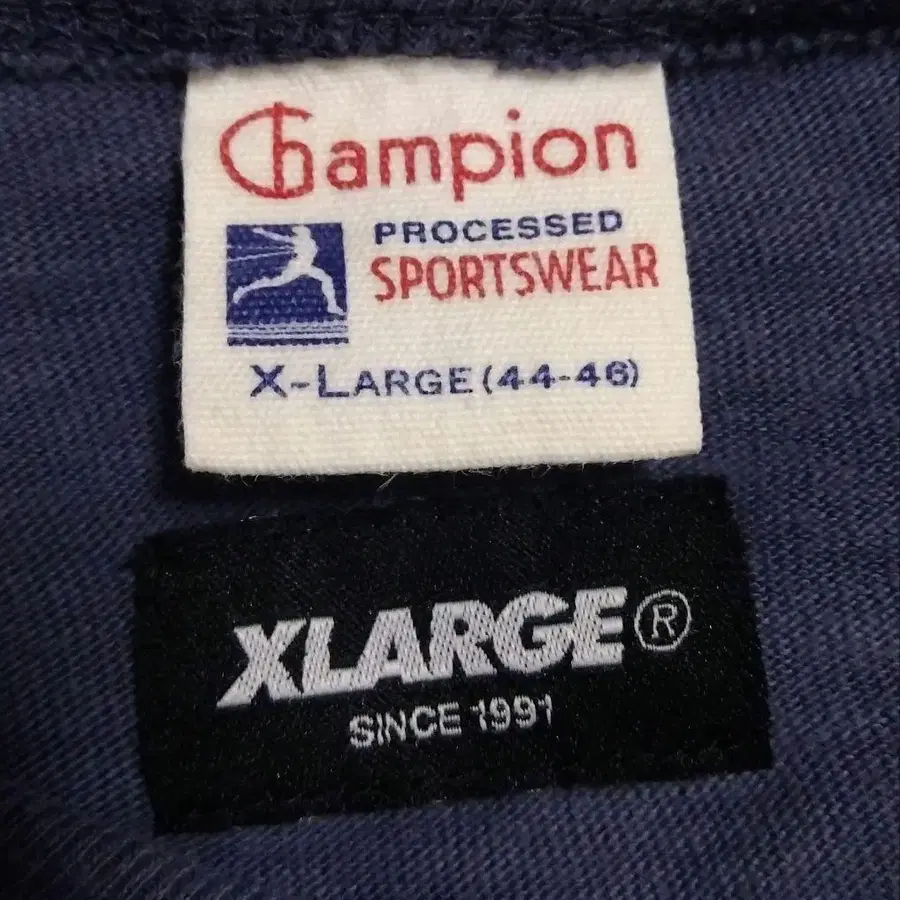 Champion
PROCESSED
SPORTSWEAR
X-LARGE (44-46)
XLARGE®
SINCE 1991